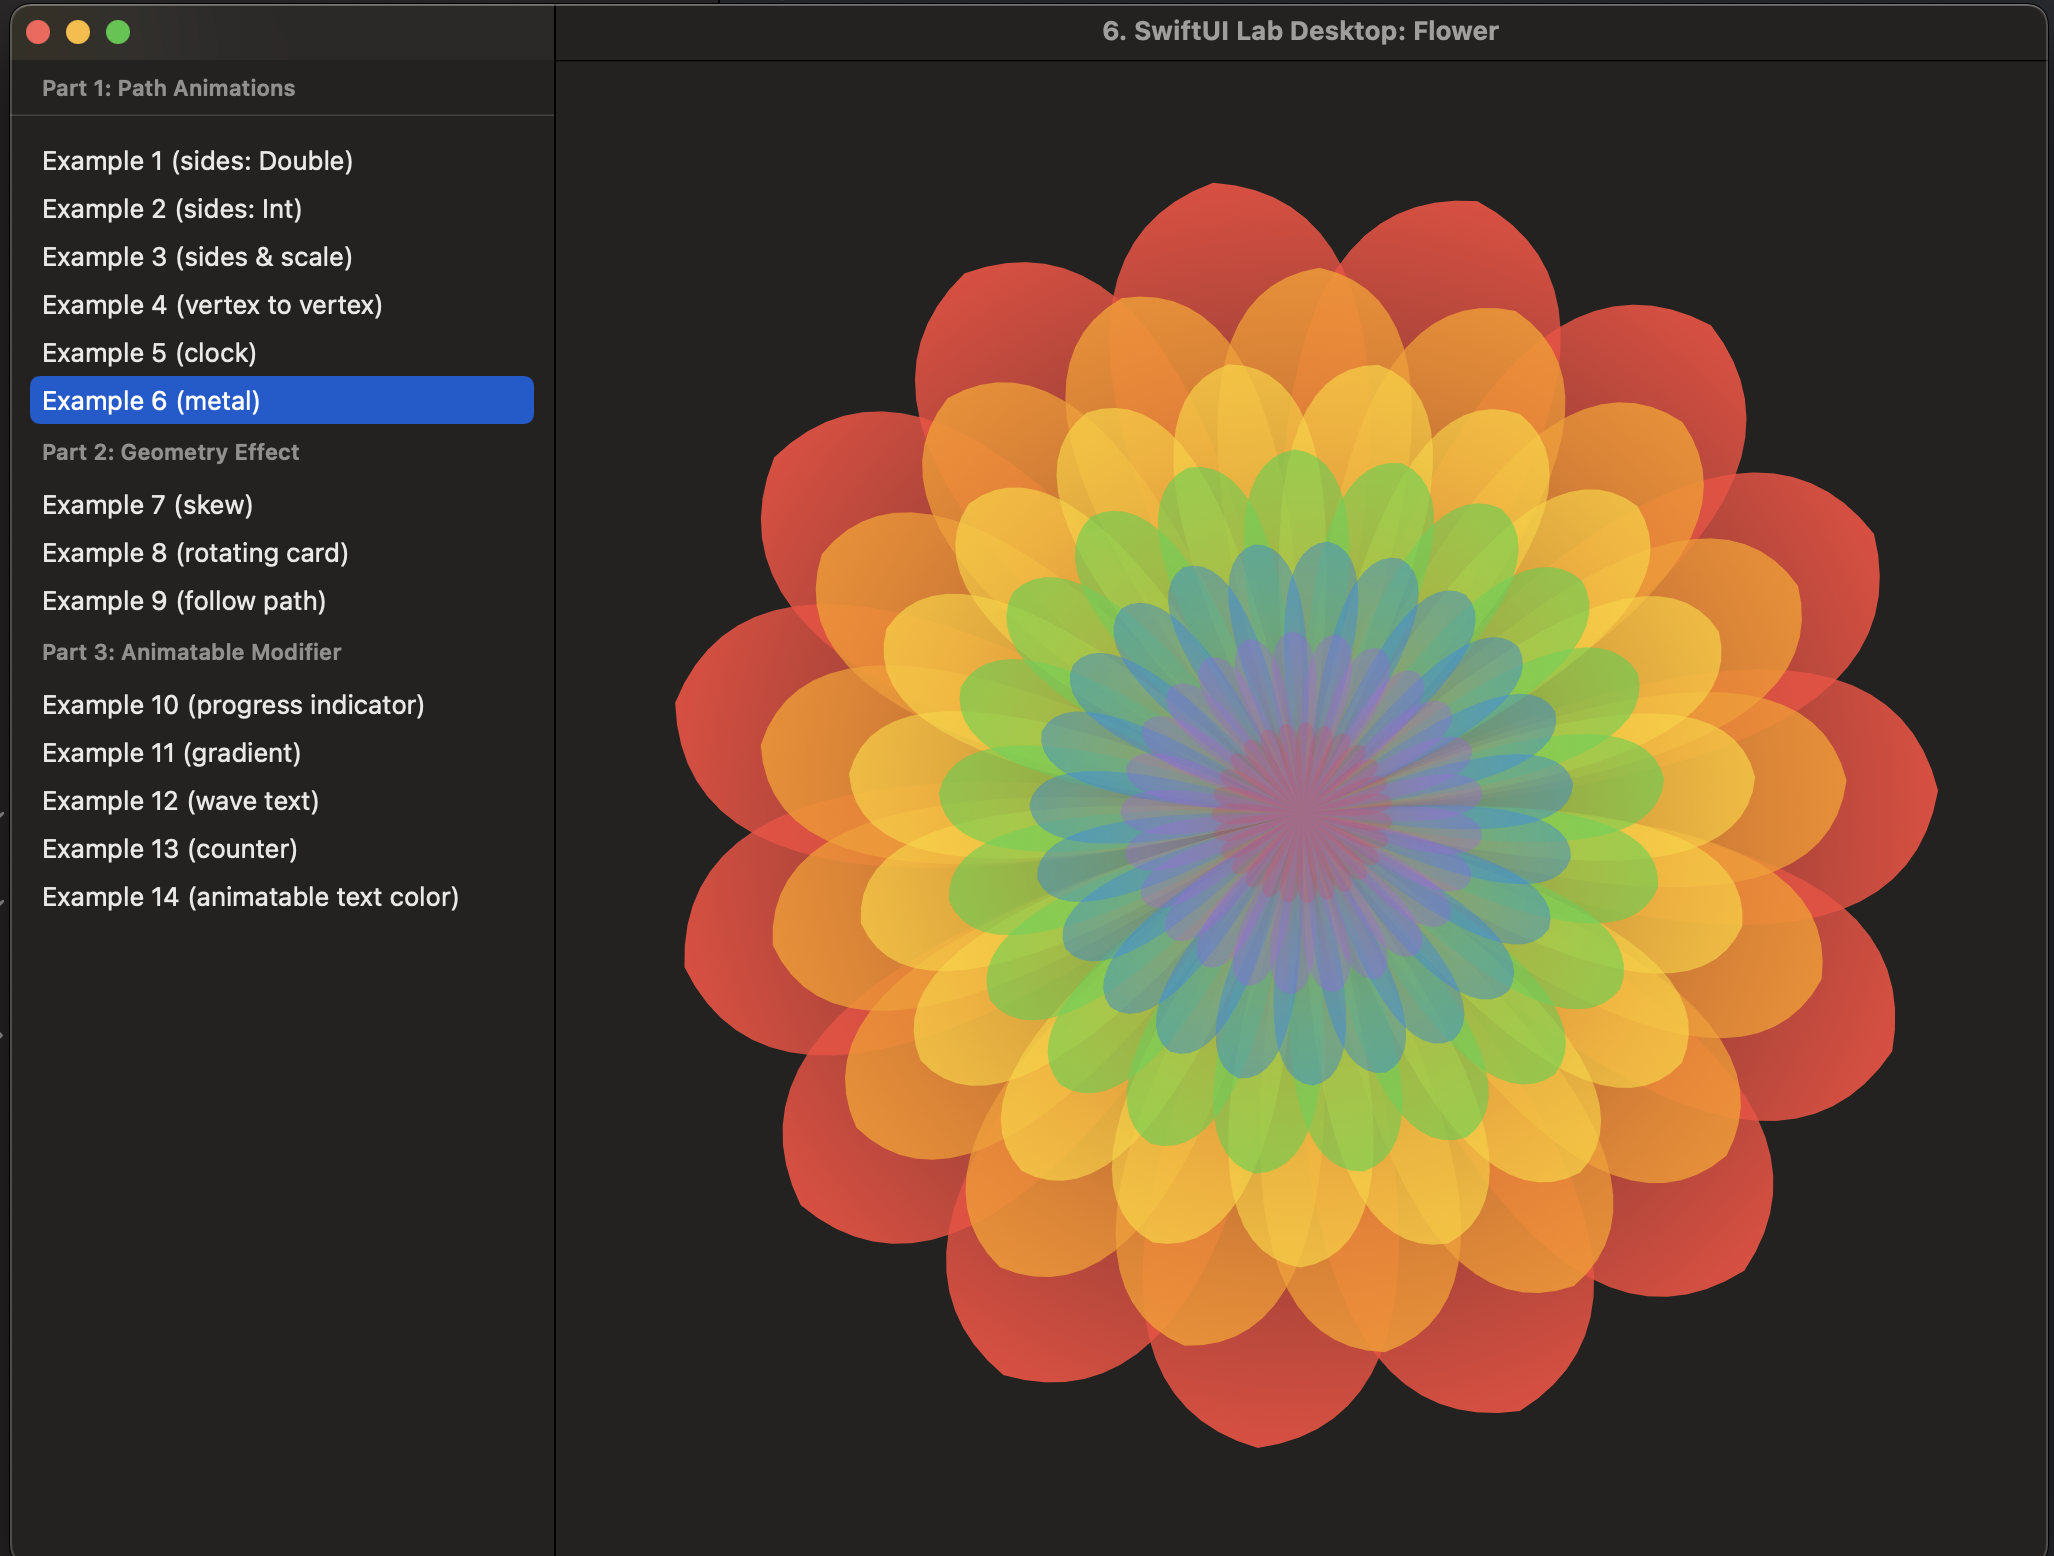 6. SwiftUI Lab Desktop: Flower
Part 1: Path Animations
Example 1 (sides: Double)
Example 2 (sides: Int)
Example 3 (sides & scale)
Example 4 (vertex to vertex)
Example 5 (clock)
Example 6 (metal)
Part 2: Geometry Effect
Example 7 (skew)
Example 8 (rotating card)
Example 9 (follow path)
Part 3: Animatable Modifier
Example 10 (progress indicator)
Example 11 (gradient)
Example 12 (wave text)
Example 13 (counter)
Example 14 (animatable text color)